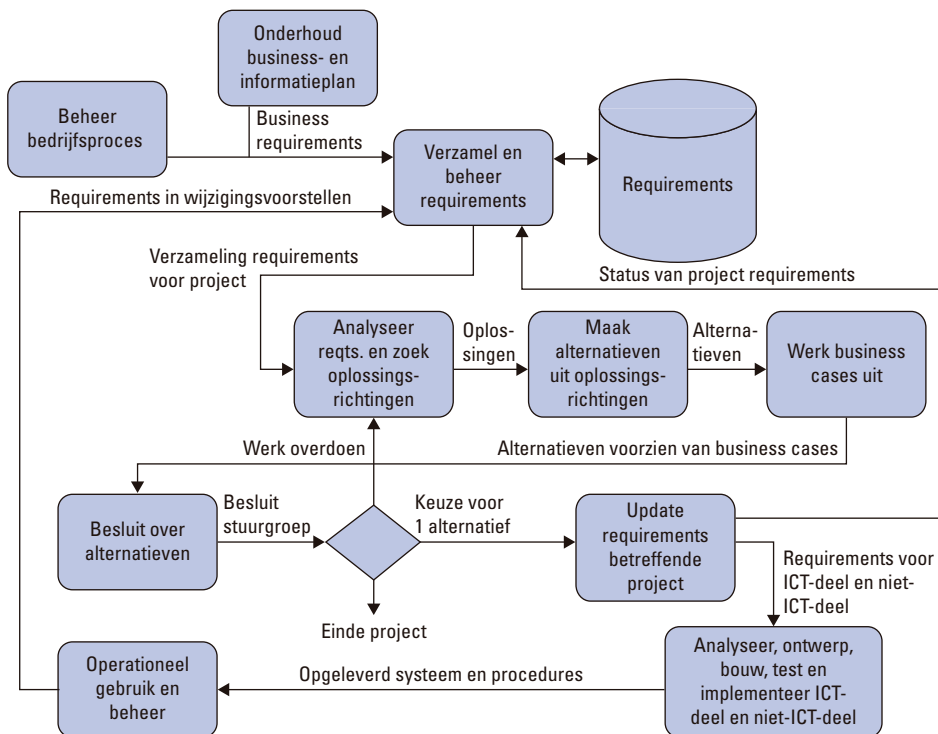 Onderhoud
business- en
informatieplan
Beheer
bedrijfsproces
Business
requirements
Verzamel en
beheer
requirements
Requirements
Requirements in wijzigingsvoorstellen
Verzameling requirements
voor project
Status van project requirements
Analyseer
reqts. en zoek
oplossings-
richtingen
Oplos-
singen
Maak
alternatieven
uit oplossings-
richtingen
Alterna-
tieven
Werk business
cases uit
Werk overdoen
Alternatieven voorzien van business cases
Besluit over
alternatieven
Besluit
stuurgroep
Keuze voor
1 alternatief
Update
requirements
betreffende
project
Requirements voor
ICT-deel en niet-
ICT-deel
Einde project
Operationeel
gebruik en
beheer
Opgeleverd systeem en procedures
Analyseer, ontwerp,
bouw, test en
implementeer ICT-
deel en niet-ICT-deel